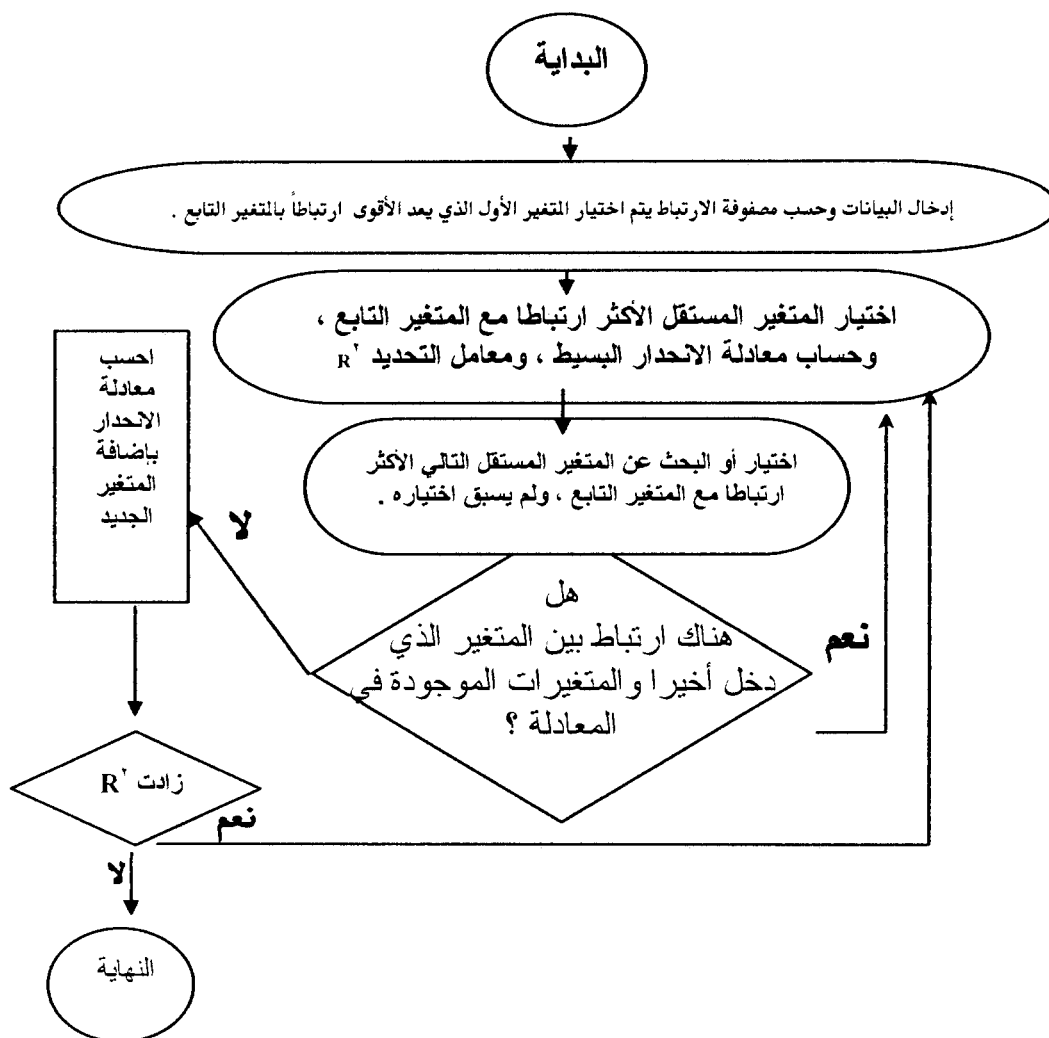 البداية
إدخال البيانات وحسب مصفوفة الارتباط يتم اختيار المتغير الأول الذي يعد الأقوى ارتباطاً بالمتغير التابع .
اختيار المتغير المستقل الأكثر ارتباطا مع المتغير التابع ،
وحساب معادلة الانحدار البسيط ، ومعامل التحديد R٢
اختيار أو البحث عن المتغير المستقل التالي الأكثر
ارتباطا مع المتغير التابع ، ولم يسبق اختياره .
هل
هناك ارتباط بين المتغير الذي
دخل أخيرا والمتغيرات الموجودة في
المعادلة ؟
نعم
لا
احسب
معادلة
الانحدار
بإضافة
المتغير
الجديد
زادت R٢
نعم
لا
النهاية